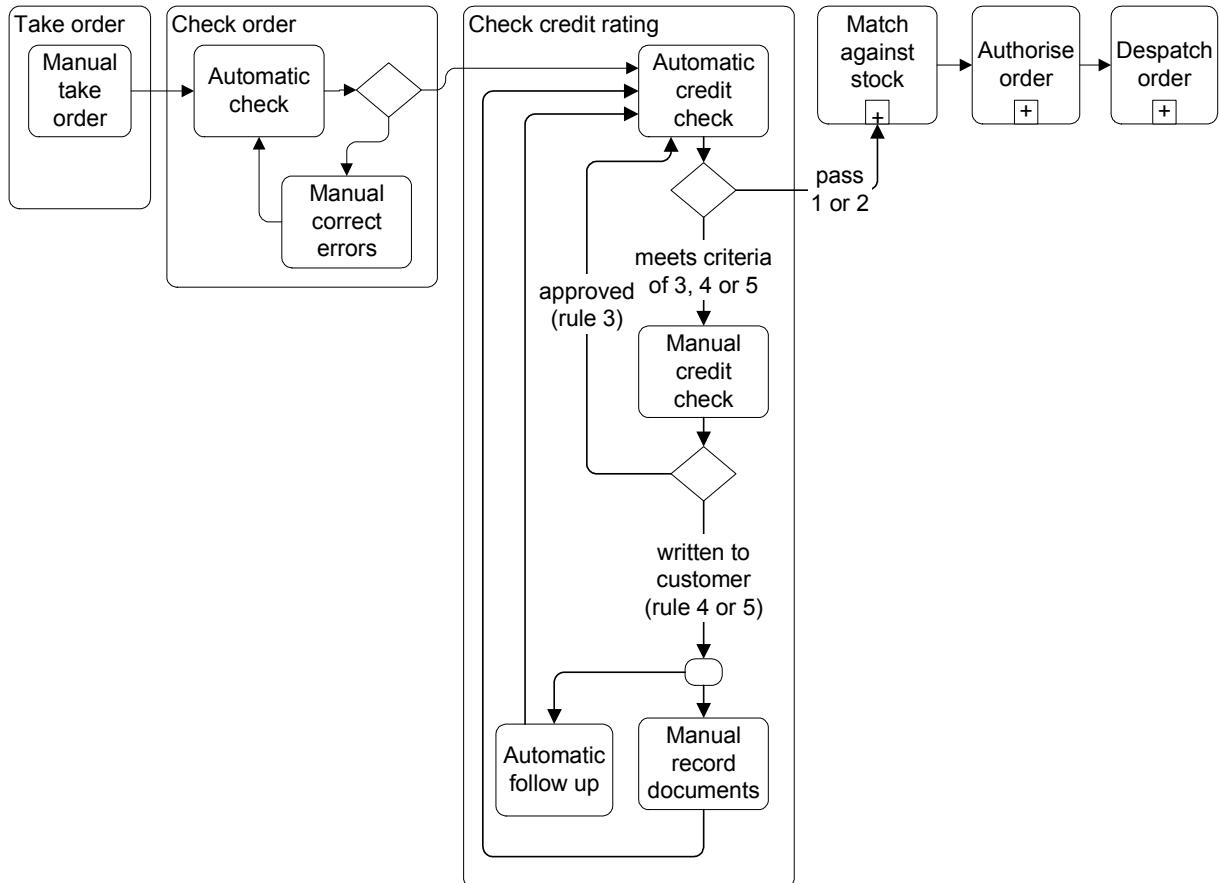 Take order
Manual
take
order
Check order
Automatic
check
Manual
correct
errors
Check credit rating
Automatic
credit
check
pass
1 or 2
meets criteria
of 3, 4 or 5
approved
(rule 3)
Manual
credit
check
written to
customer
(rule 4 or 5)
Automatic
follow up
Manual
record
documents
Match
against
stock
+
Authorise
order
+
Despatch
order
+